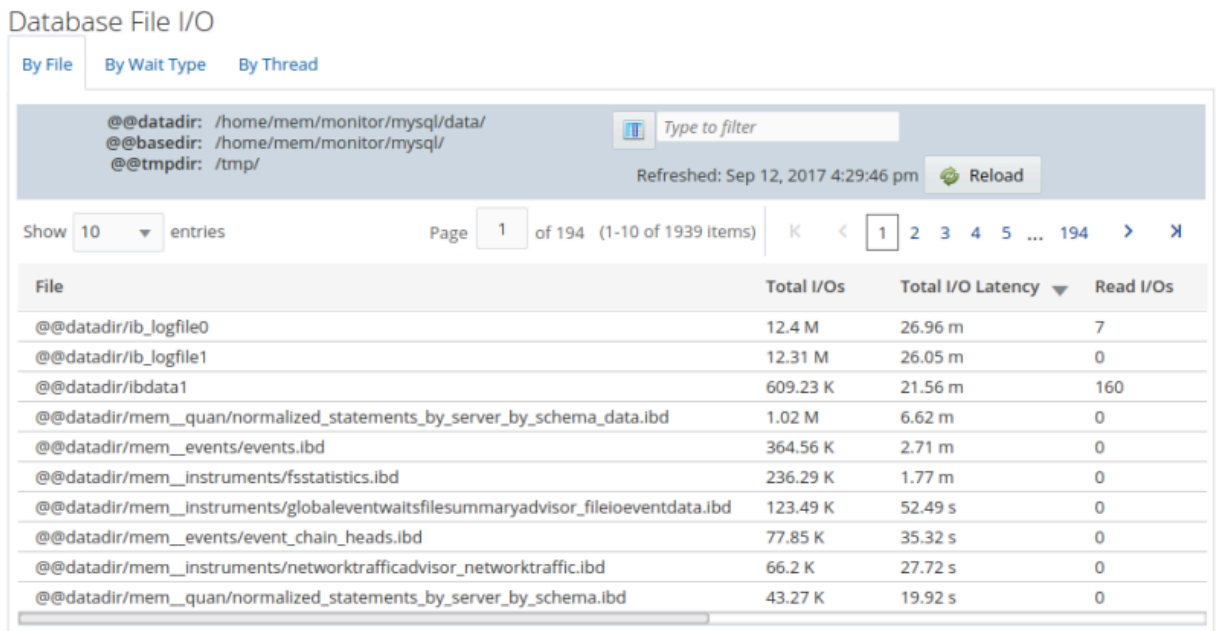 Database File I/O
By File By Wait Type By Thread
@@datadir: /home/mem/monitor/mysql/data/
@@basedir: /home/mem/monitor/mysql/
@@tmpdir: /tmp/
Type to filter
Refreshed: Sep 12, 2017 4:29:46 pm Reload
Show 10 entries Page 1 of 194 (1-10 of 1939 items) 1 2 3 4 5 ... 194
File Total I/Os Total I/O Latency Read I/Os
@@datadir/ib_logfile0 12.4 M 26.96 m 7
@@datadir/ib_logfile1 12.31 M 26.05 m 0
@@datadir/ibdata1 609.23 K 21.56 m 160
@@datadir/mem__quan/normalized_statements_by_server_by_schema_data.ibd 1.02 M 6.62 m 0
@@datadir/mem__events/events.ibd 364.56 K 2.71 m 0
@@datadir/mem__instruments/fsstatistics.ibd 236.29 K 1.77 m 0
@@datadir/mem__instruments/globaleventwaitsfilesummaryadvisor_fileioeventdata.ibd 123.49 K 52.49 s 0
@@datadir/mem__events/event_chain_heads.ibd 77.85 K 35.32 s 0
@@datadir/mem__instruments/networktrafficadvisor_networktraffic.ibd 66.2 K 27.72 s 0
@@datadir/mem__quan/normalized_statements_by_server_by_schema.ibd 43.27 K 19.92 s 0